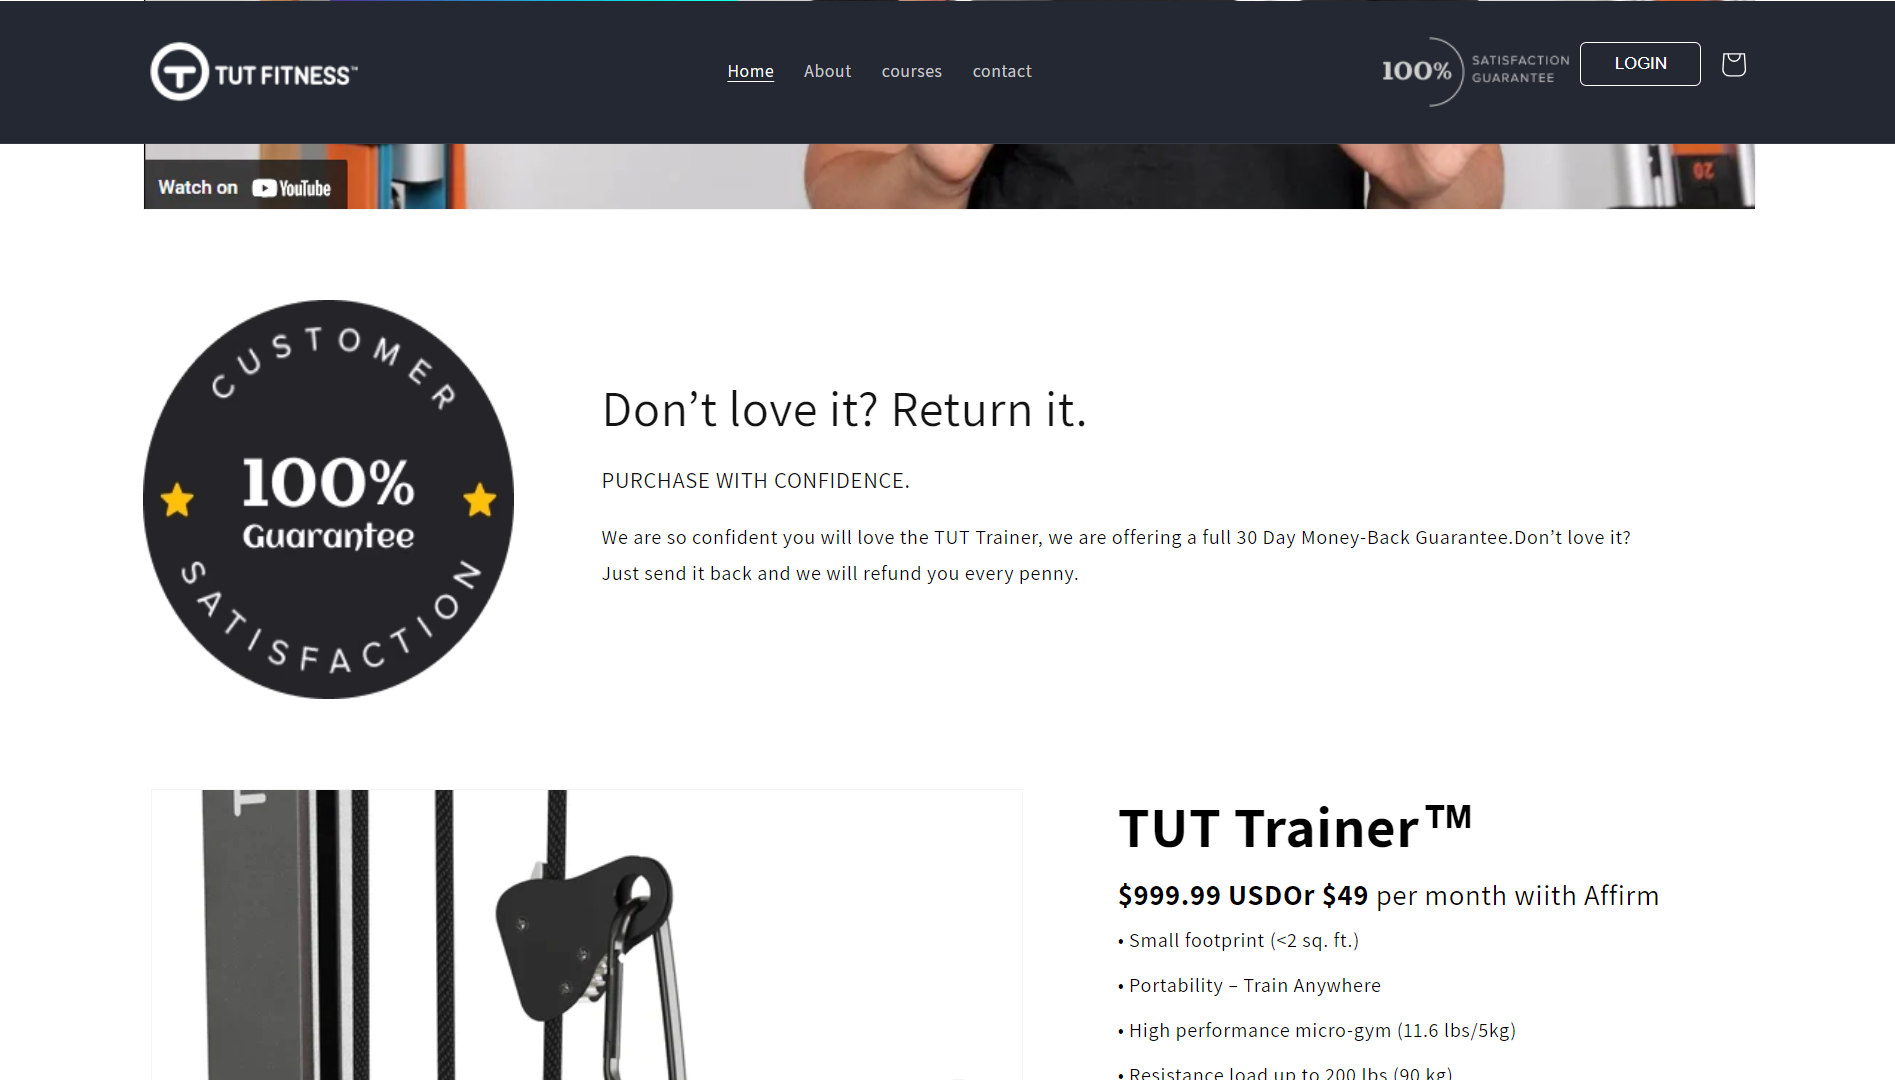 TUT FITNESS™
Home
About
courses
contact
100%
SATISFACTION
GUARANTEE
LOGIN
Watch on YouTube
20
CUSTOMER
100%
Guarantee
SATISFACTION
Don’t love it? Return it.
PURCHASE WITH CONFIDENCE.
We are so confident you will love the TUT Trainer, we are offering a full 30 Day Money-Back Guarantee.Don’t love it?
Just send it back and we will refund you every penny.
TUT Trainer™
$999.99 USDOr $49 per month wiith Affirm
• Small footprint (<2 sq. ft.)
• Portability – Train Anywhere
• High performance micro-gym (11.6 lbs/5kg)
• Resistance load up to 200 lbs (90 kg)